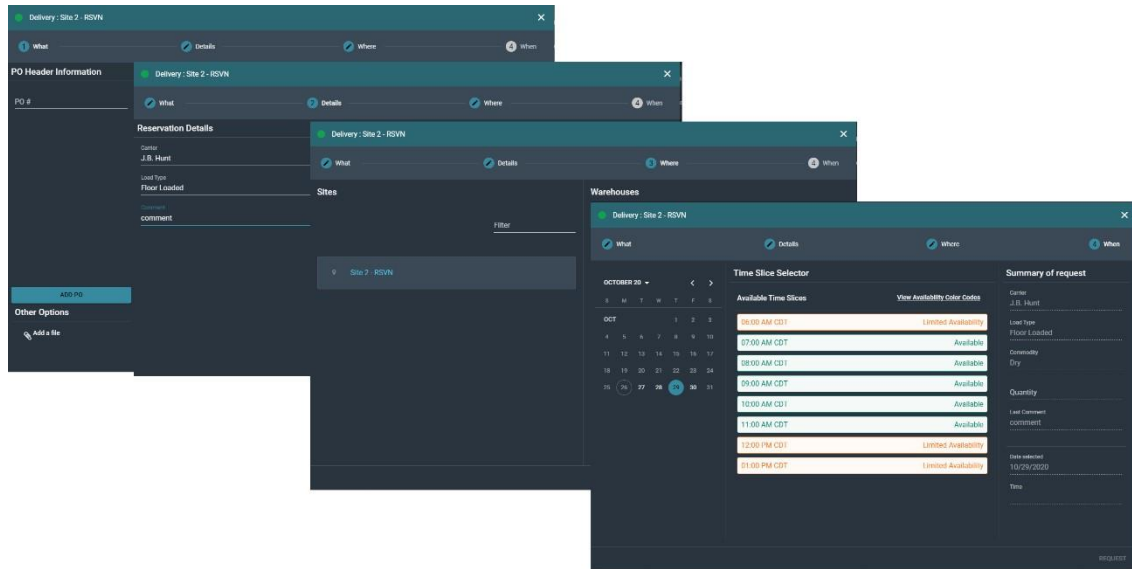 Delivery : Site 2 - RSVN
1 What Details Where 4 When
PO Header Information
PO #
ADD PO
Other Options
Add a file
Delivery : Site 2 - RSVN
What 2 Details Where 4 When
Reservation Details
Carrier
J.B. Hunt
Load Type
Floor Loaded
Comment
comment
Delivery : Site 2 - RSVN
What Details 3 Where 4 When
Sites
Filter
Site 2 - RSVN
Warehouses
Delivery : Site 2 - RSVN
What Details Where 4 When
OCTOBER 20
S M T W T F S
OCT 1 2 3
4 5 6 7 8 9 10
11 12 13 14 15 16 17
18 19 20 21 22 23 24
25 26 27 28 29 30 31
Time Slice Selector
Available Time Slices View Availability Color Codes
06:00 AM CDT Limited Availability
07:00 AM CDT Available
08:00 AM CDT Available
09:00 AM CDT Available
10:00 AM CDT Available
11:00 AM CDT Available
12:00 PM CDT Limited Availability
01:00 PM CDT Limited Availability
Summary of request
Carrier
J.B. Hunt
Load Type
Floor Loaded
Commodity
Dry
Quantity
Last Comment
comment
Date selected
10/29/2020
Time
REQUEST